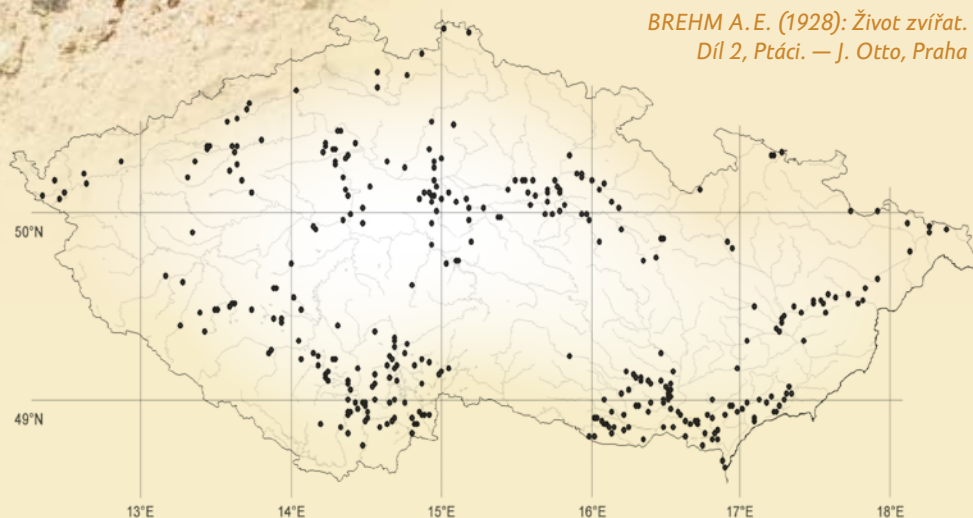 BREHM A.E. (1928): Život zvířat.
Díl 2, Ptáci. — J. Otto, Praha
50°N
49°N
13°E
14°E
15°E
16°E
17°E
18°E